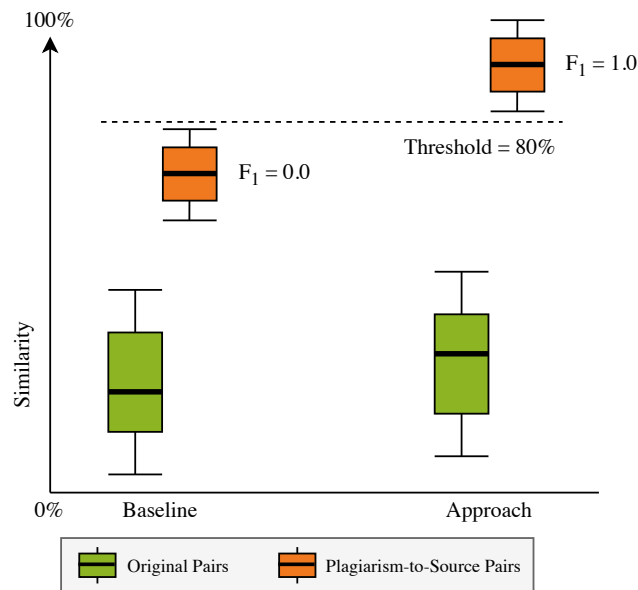 100%
F1 = 1.0
Threshold = 80%
F1 = 0.0
Similarity
0%
Baseline
Approach
Original Pairs
Plagiarism-to-Source Pairs